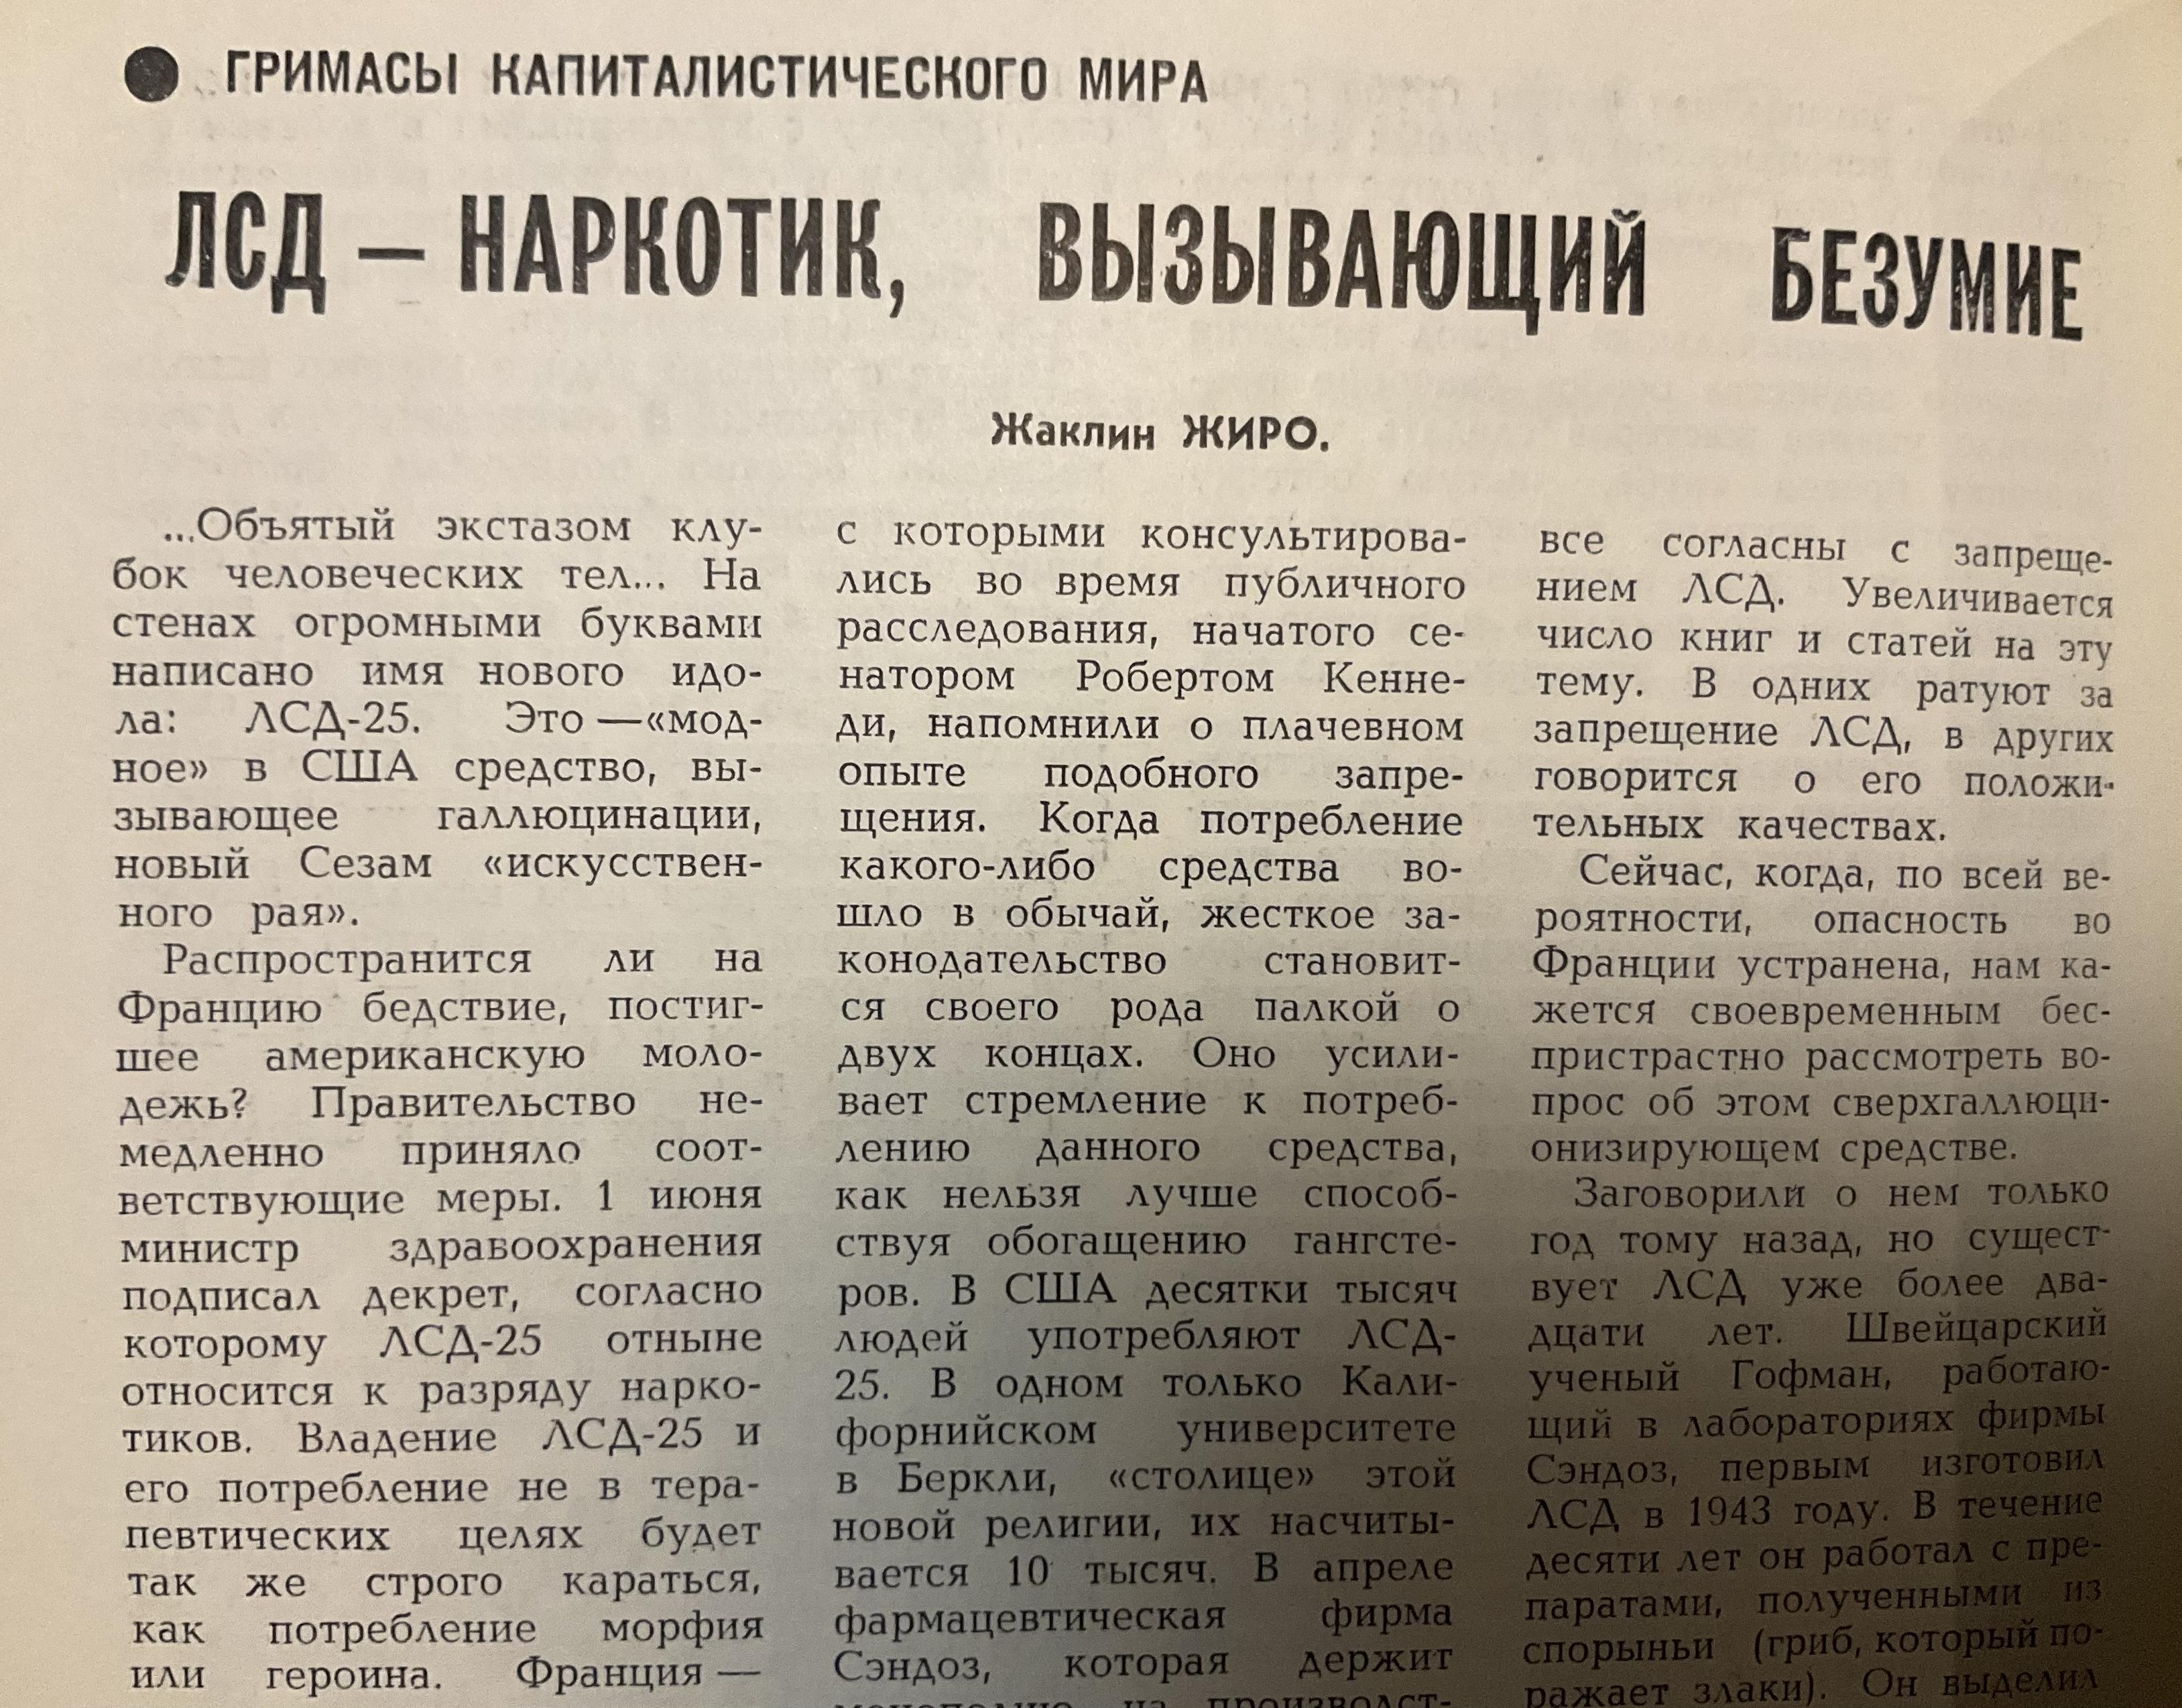 ● ГРИМАСЫ КАПИТАЛИСТИЧЕСКОГО МИРА
ЛСД — НАРКОТИК, ВЫЗЫВАЮЩИЙ БЕЗУМИЕ
Жаклин ЖИРО.
...Объятый экстазом клу-
бок человеческих тел... На
стенах огромными буквами
написано имя нового идо-
ла: ЛСД-25. Это —«мод-
ное» в США средство, вы-
зывающее галлюцинации,
новый Сезам «искусствен-
ного рая».
Распространится ли на
Францию бедствие, постиг-
шее американскую моло-
дежь? Правительство не-
медленно приняло соот-
ветствующие меры. 1 июня
министр здравоохранения
подписал декрет, согласно
которому ЛСД-25 отныне
относится к разряду нарко-
тиков. Владение ЛСД-25 и
его потребление не в тера-
певтических целях будет
так же строго караться,
как потребление морфия
или героина. Франция —
с которыми консультирова-
лись во время публичного
расследования, начатого се-
натором Робертом Кенне-
ди, напомнили о плачевном
опыте подобного запре-
щения. Когда потребление
какого-либо средства во-
шло в обычай, жесткое за-
конодательство становит-
ся своего рода палкой о
двух концах. Оно усили-
вает стремление к потреб-
лению данного средства,
как нельзя лучше способ-
ствуя обогащению гангсте-
ров. В США десятки тысяч
людей употребляют ЛСД-
25. В одном только Кали-
форнийском университете
в Беркли, «столице» этой
новой религии, их насчиты-
вается 10 тысяч. В апреле
фармацевтическая фирма
Сэндоз, которая держит
монополию на производст-
все согласны с запреще-
нием ЛСД. Увеличивается
число книг и статей на эту
тему. В одних ратуют за
запрещение ЛСД, в других
говорится о его положи-
тельных качествах.
Сейчас, когда, по всей ве-
роятности, опасность во
Франции устранена, нам ка-
жется своевременным бес-
пристрастно рассмотреть во-
прос об этом сверхгаллюци-
онизирующем средстве.
Заговорили о нем только
год тому назад, но сущест-
вует ЛСД уже более два-
дцати лет. Швейцарский
ученый Гофман, работаю-
щий в лабораториях фирмы
Сэндоз, первым изготовил
ЛСД в 1943 году. В течение
десяти лет он работал с пре-
паратами, полученными из
спорыньи (гриб, который по-
ражает злаки). Он выделил